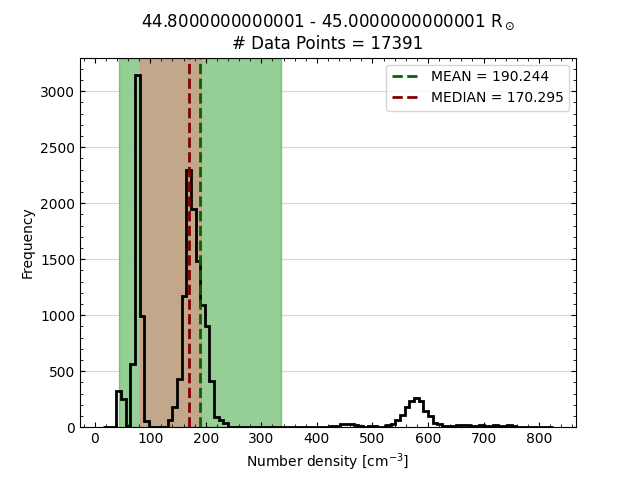 44.8000000000001 - 45.0000000000001 R⊙
# Data Points = 17391
MEAN = 190.244
MEDIAN = 170.295
Frequency
3000
2500
2000
1500
1000
500
0
0 100 200 300 400 500 600 700 800
Number density [cm⁻³]